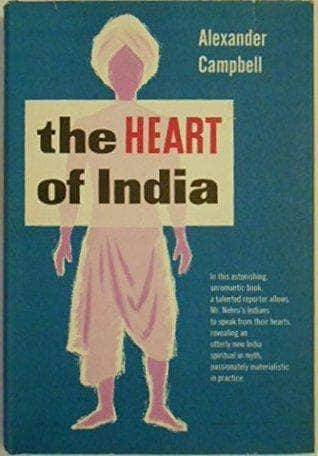 Alexander
Campbell
the HEART
of India
In this astonishing,
unromantic book,
a talented reporter allows
Mr. Nehru's Indians
to speak from their hearts,
revealing an
utterly new India
spiritual in myth,
passionately materialistic
in practice